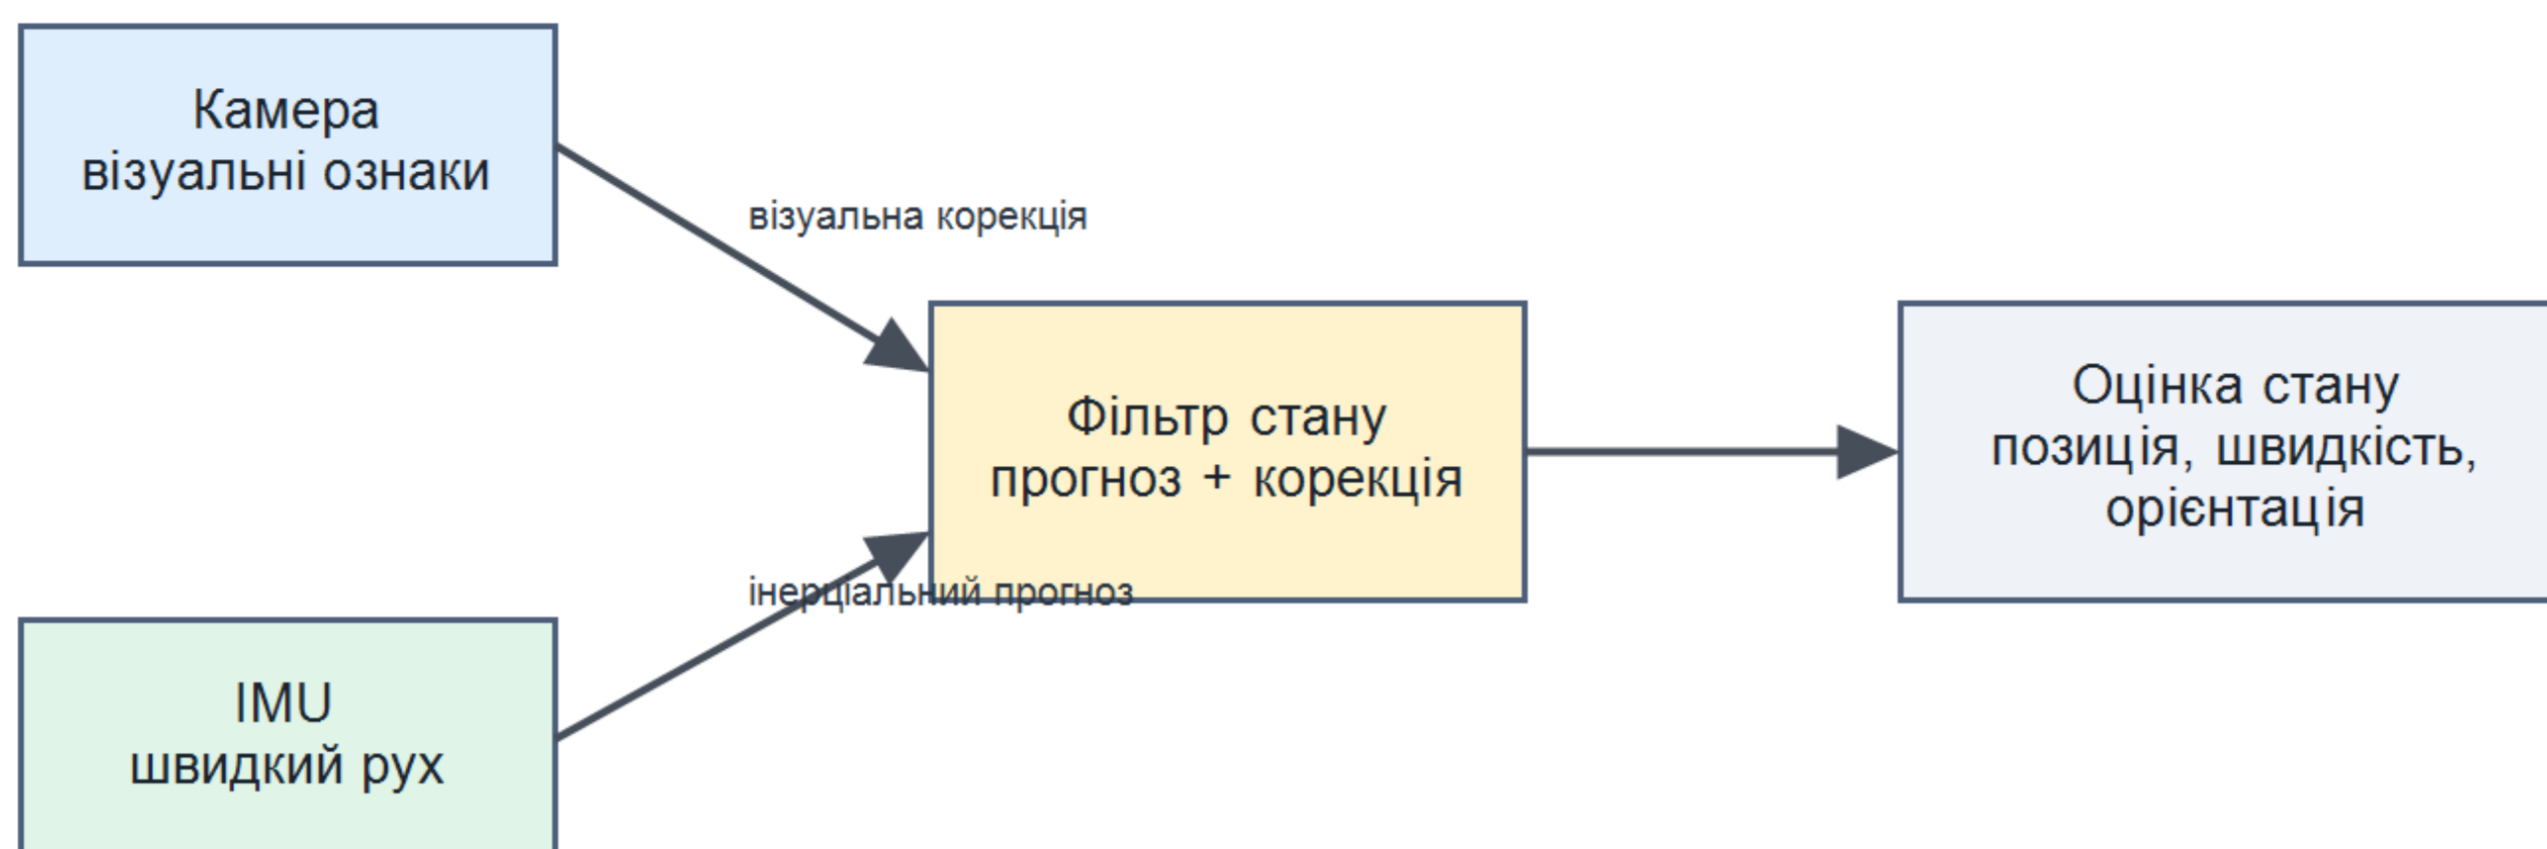 Камера
візуальні ознаки
візуальна корекція
Фільтр стану
прогноз + корекція
Оцінка стану
позиція, швидкість,
орієнтація
інерціальний прогноз
IMU
швидкий рух